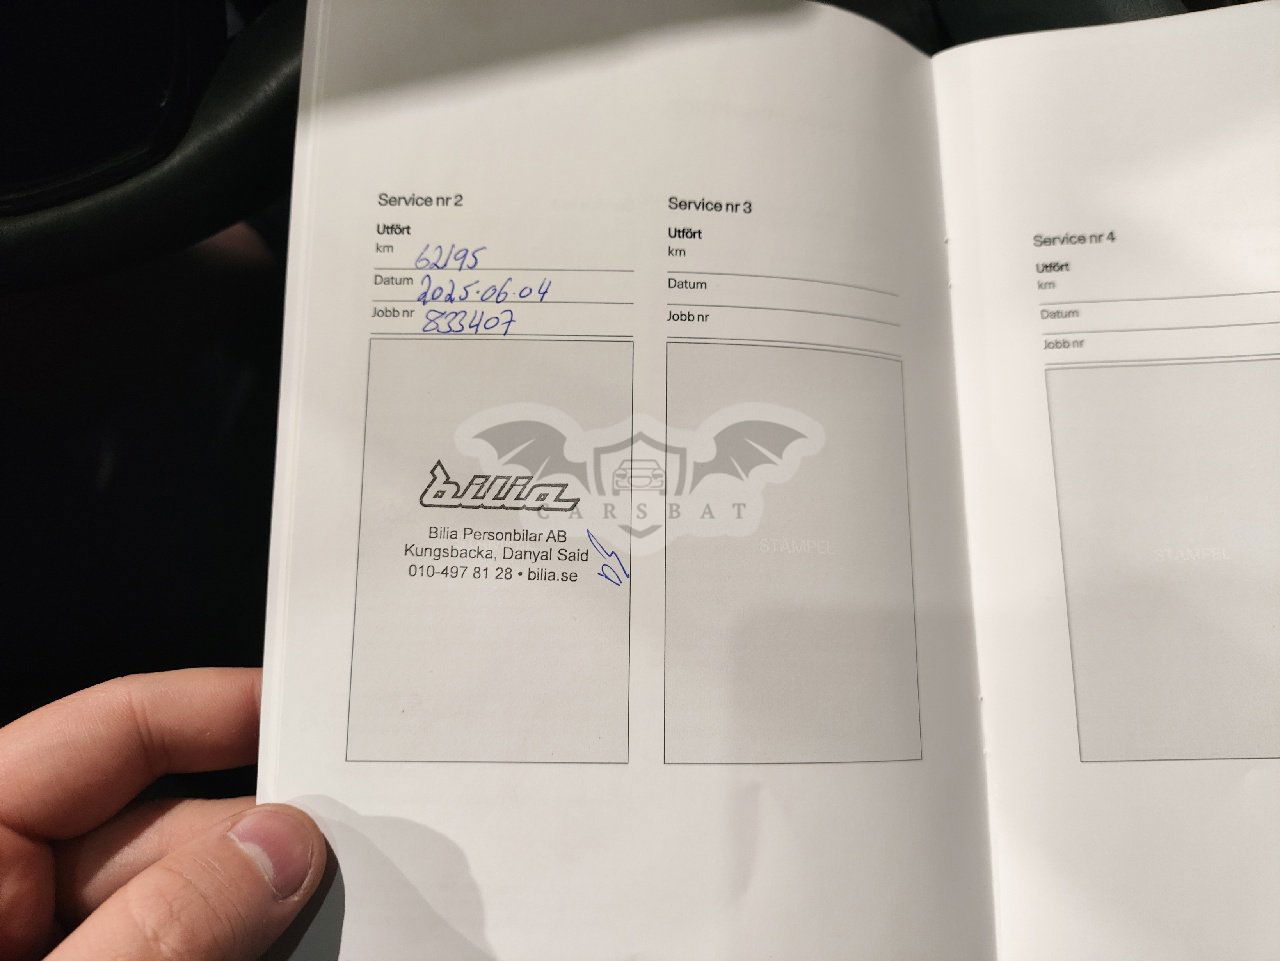 Service nr 2
Utfört
km 62195
Datum 2025-06-04
Jobb nr 833407
bilia
Bilia Personbilar AB
Kungsbacka, Danyal Said
010-497 81 28 • bilia.se
Service nr 3
Utfört
km
Datum
Jobb nr
STÄMPEL
CARSBAT
Service nr 4
Utfört
km
Datum
Jobb nr
STÄMPEL